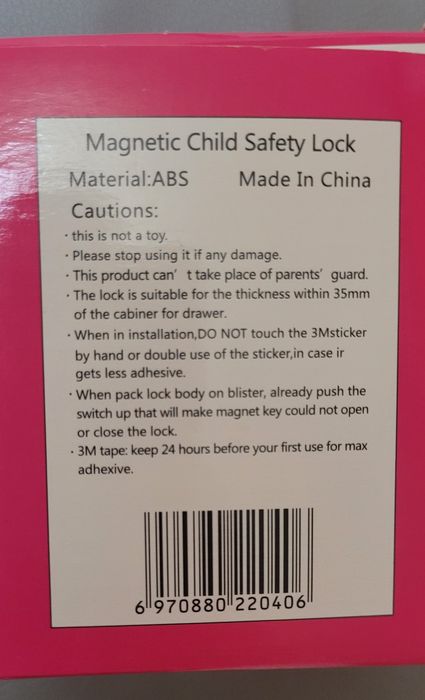 Magnetic Child Safety Lock
Material:ABS Made In China
Cautions:
· this is not a toy.
· Please stop using it if any damage.
· This product can' t take place of parents' guard.
· The lock is suitable for the thickness within 35mm
of the cabiner for drawer.
· When in installation,DO NOT touch the 3Msticker
by hand or double use of the sticker,in case ir
gets less adhesive.
· When pack lock body on blister, already push the
switch up that will make magnet key could not open
or close the lock.
· 3M tape: keep 24 hours before your first use for max
adhexive.
6 970880 220406